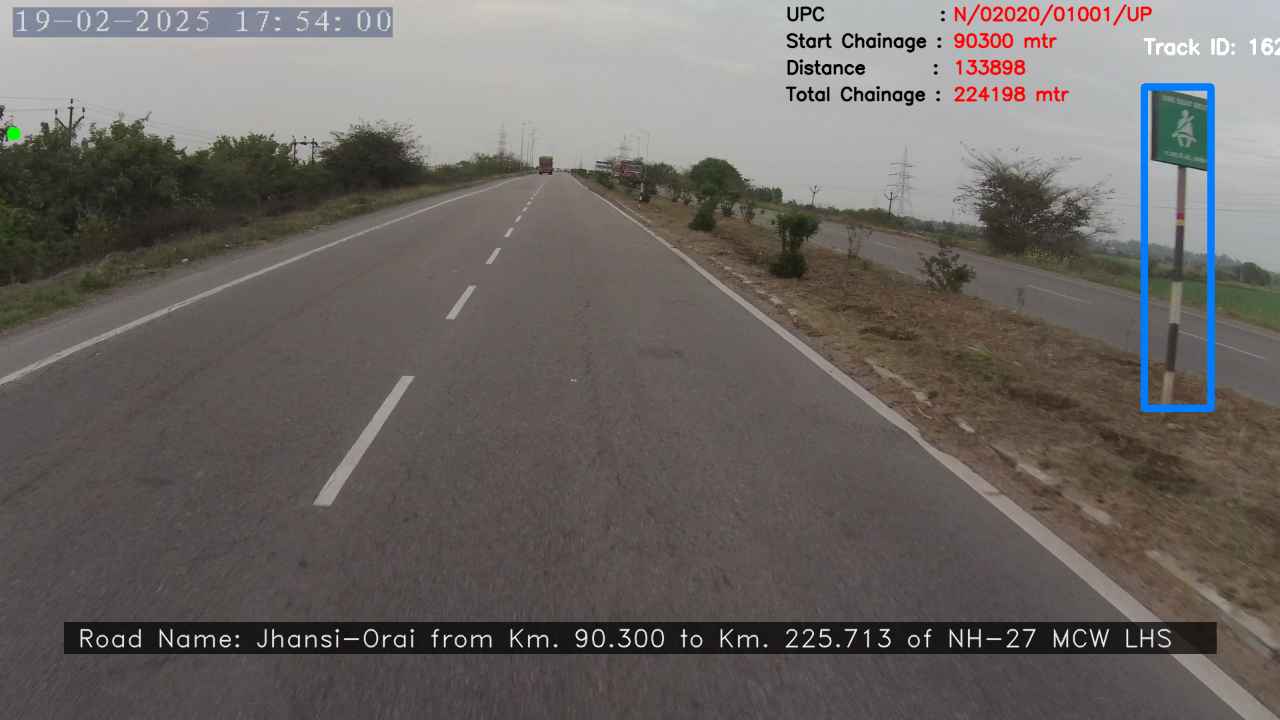 19-02-2025 17:54:00
UPC : N/02020/01001/UP
Start Chainage : 90300 mtr
Distance : 133898
Total Chainage : 224198 mtr
Track ID: 162
Road Name: Jhansi-Orai from Km. 90.300 to Km. 225.713 of NH-27 MCW LHS